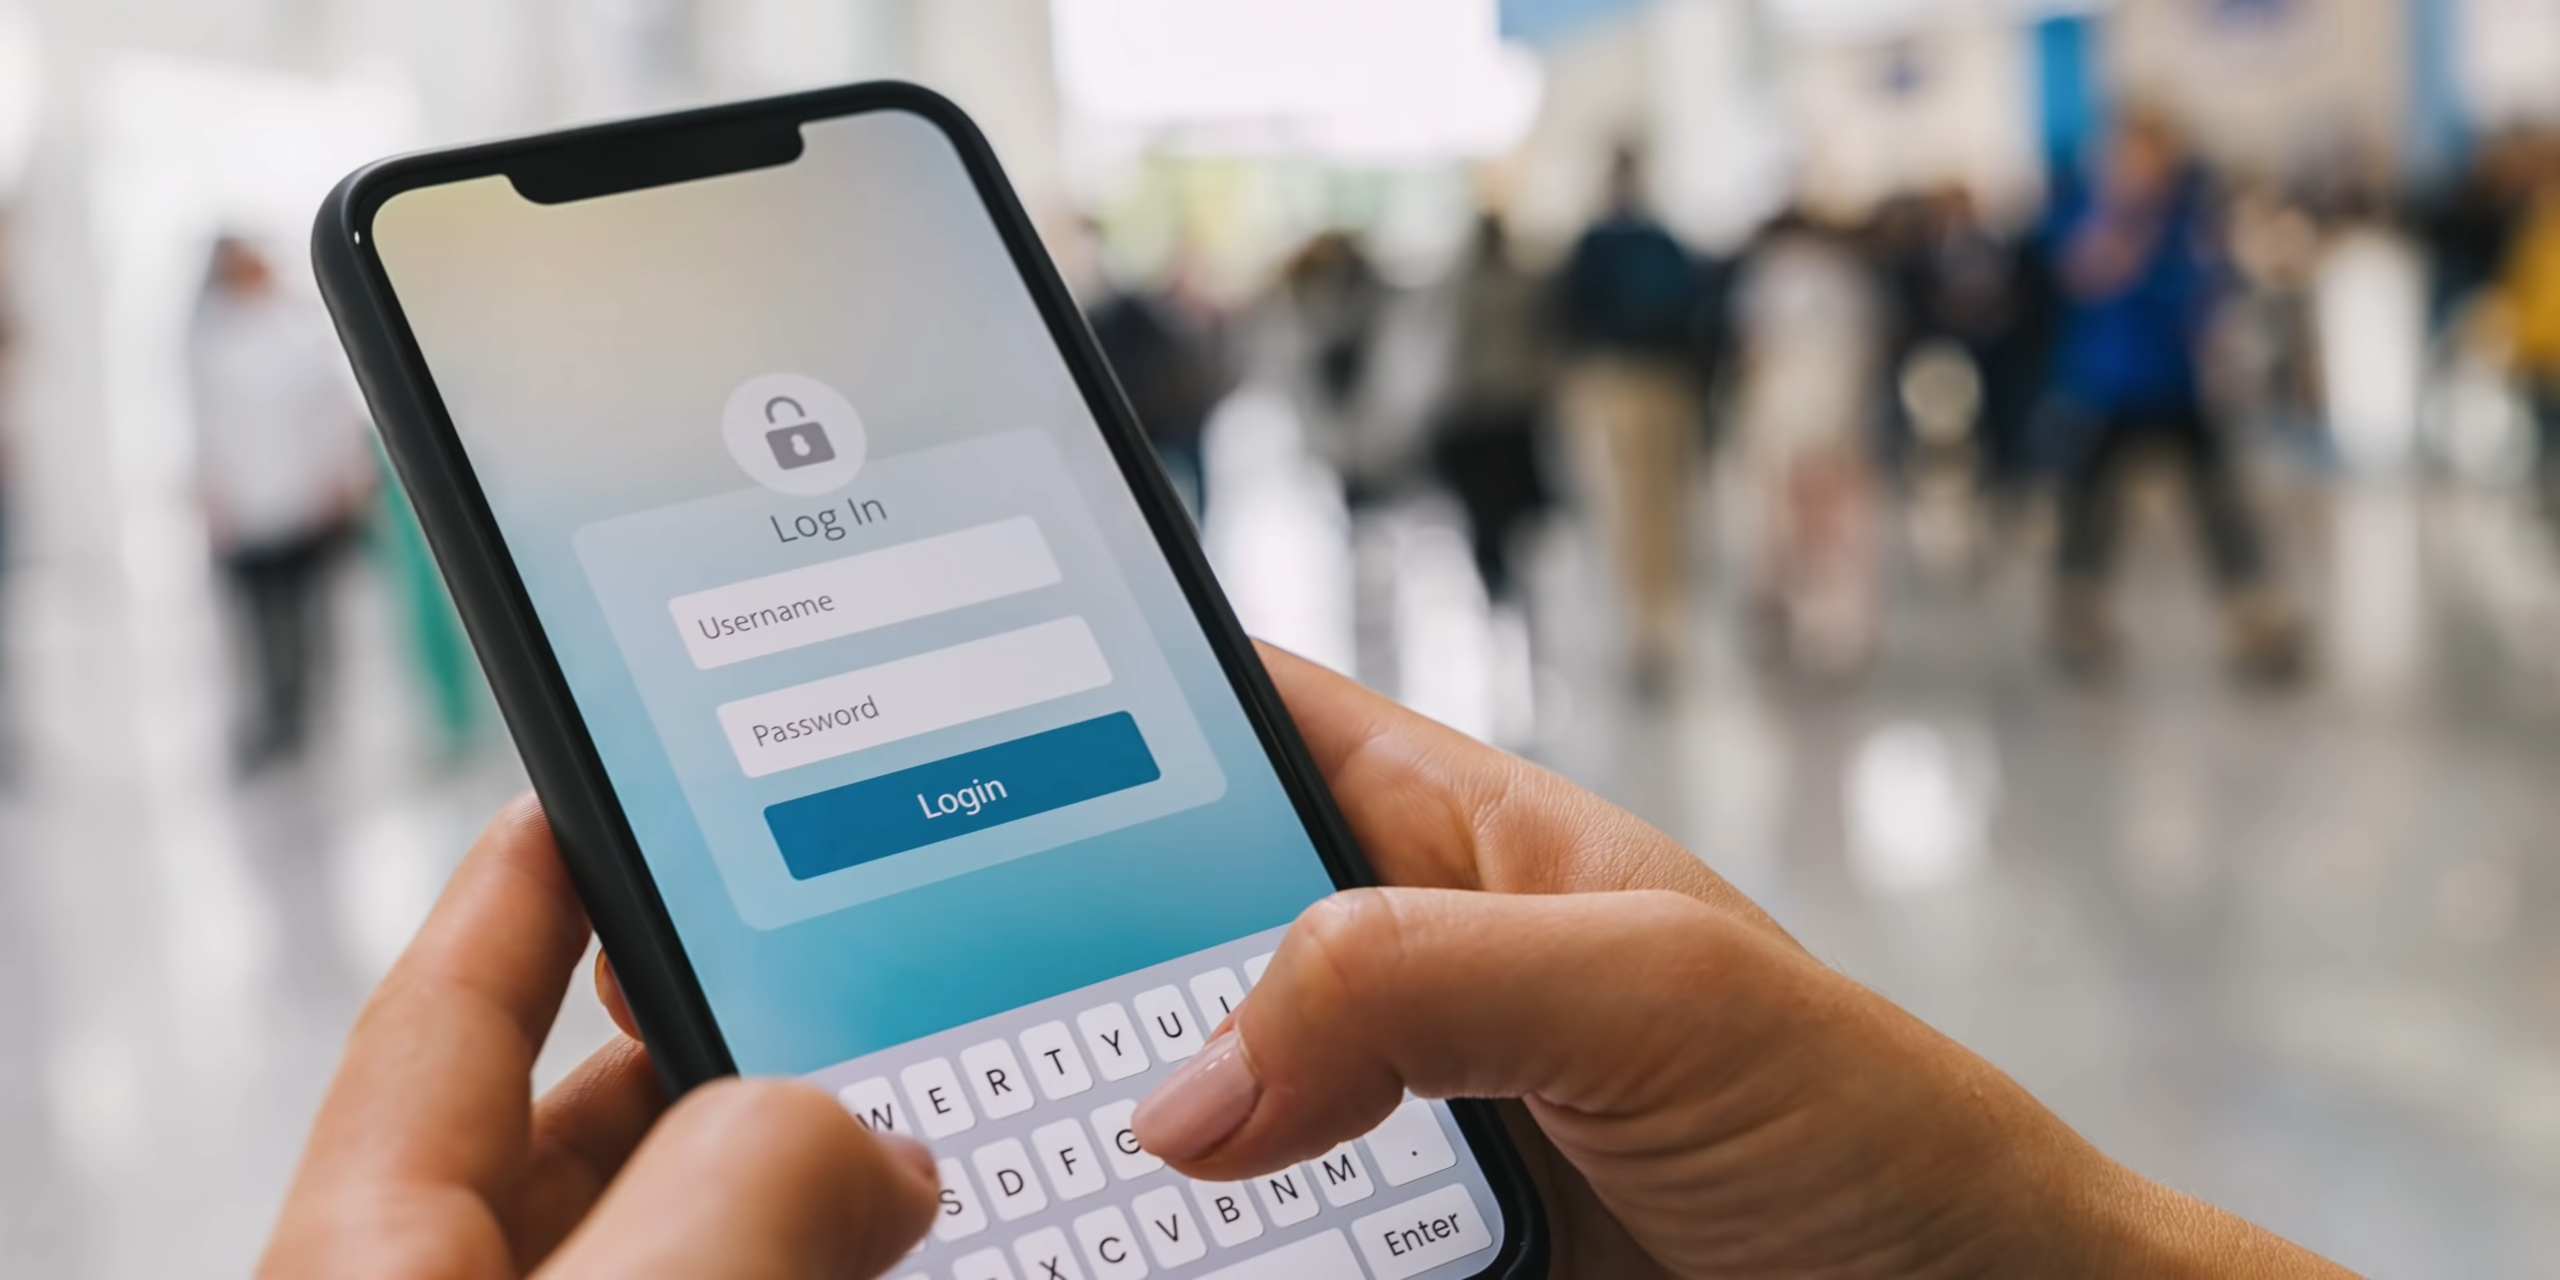 Log In
Username
Password
Login
W E R T Y U I
S D F G
X C V B N M .
Enter